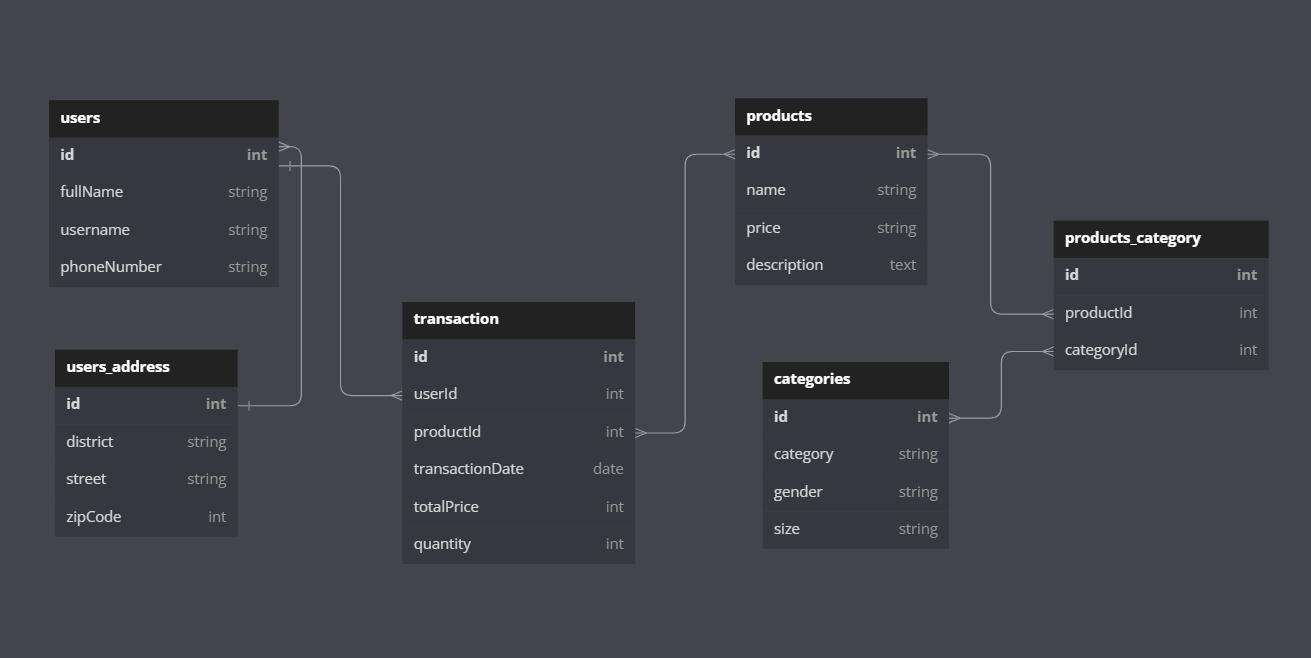 users
id int
fullName string
username string
phoneNumber string
users_address
id int
district string
street string
zipCode int
transaction
id int
userId int
productId int
transactionDate date
totalPrice int
quantity int
products
id int
name string
price string
description text
categories
id int
category string
gender string
size string
products_category
id int
productId int
categoryId int